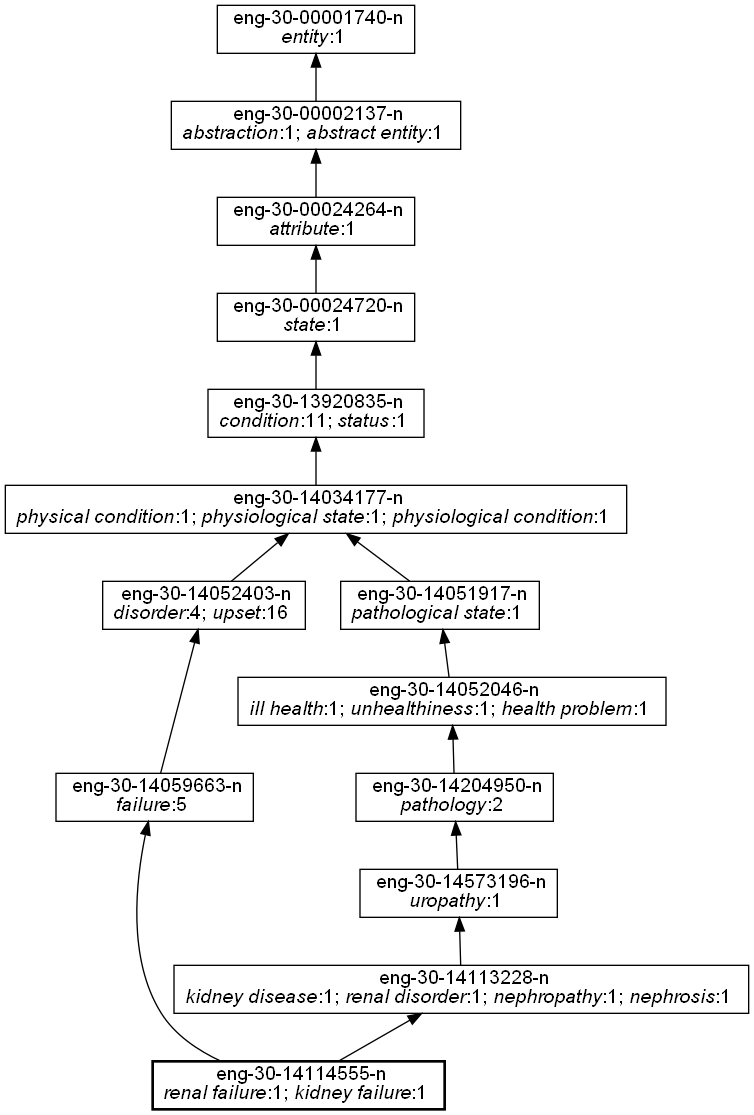 eng-30-00001740-n
entity:1
eng-30-00002137-n
abstraction:1; abstract entity:1
eng-30-00024264-n
attribute:1
eng-30-00024720-n
state:1
eng-30-13920835-n
condition:11; status:1
eng-30-14034177-n
physical condition:1; physiological state:1; physiological condition:1
eng-30-14052403-n
disorder:4; upset:16
eng-30-14051917-n
pathological state:1
eng-30-14052046-n
ill health:1; unhealthiness:1; health problem:1
eng-30-14059663-n
failure:5
eng-30-14204950-n
pathology:2
eng-30-14573196-n
uropathy:1
eng-30-14113228-n
kidney disease:1; renal disorder:1; nephropathy:1; nephrosis:1
eng-30-14114555-n
renal failure:1; kidney failure:1